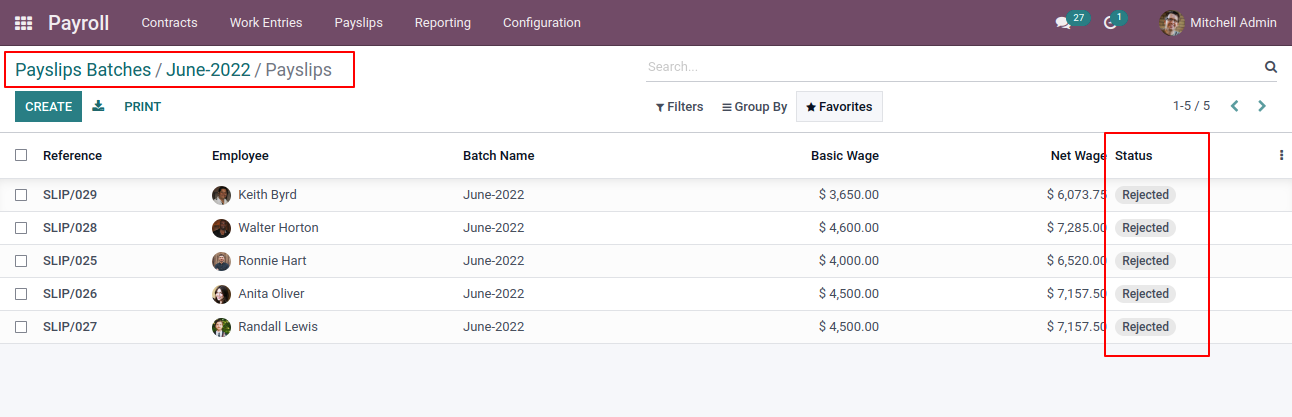 Payroll Contracts Work Entries Payslips Reporting Configuration 27 1 Mitchell Admin
Payslips Batches / June-2022 / Payslips Search...
CREATE PRINT Filters Group By Favorites 1-5 / 5
Reference Employee Batch Name Basic Wage Net Wage Status
SLIP/029 Keith Byrd June-2022 $ 3,650.00 $ 6,073.75 Rejected
SLIP/028 Walter Horton June-2022 $ 4,600.00 $ 7,285.00 Rejected
SLIP/025 Ronnie Hart June-2022 $ 4,000.00 $ 6,520.00 Rejected
SLIP/026 Anita Oliver June-2022 $ 4,500.00 $ 7,157.50 Rejected
SLIP/027 Randall Lewis June-2022 $ 4,500.00 $ 7,157.50 Rejected